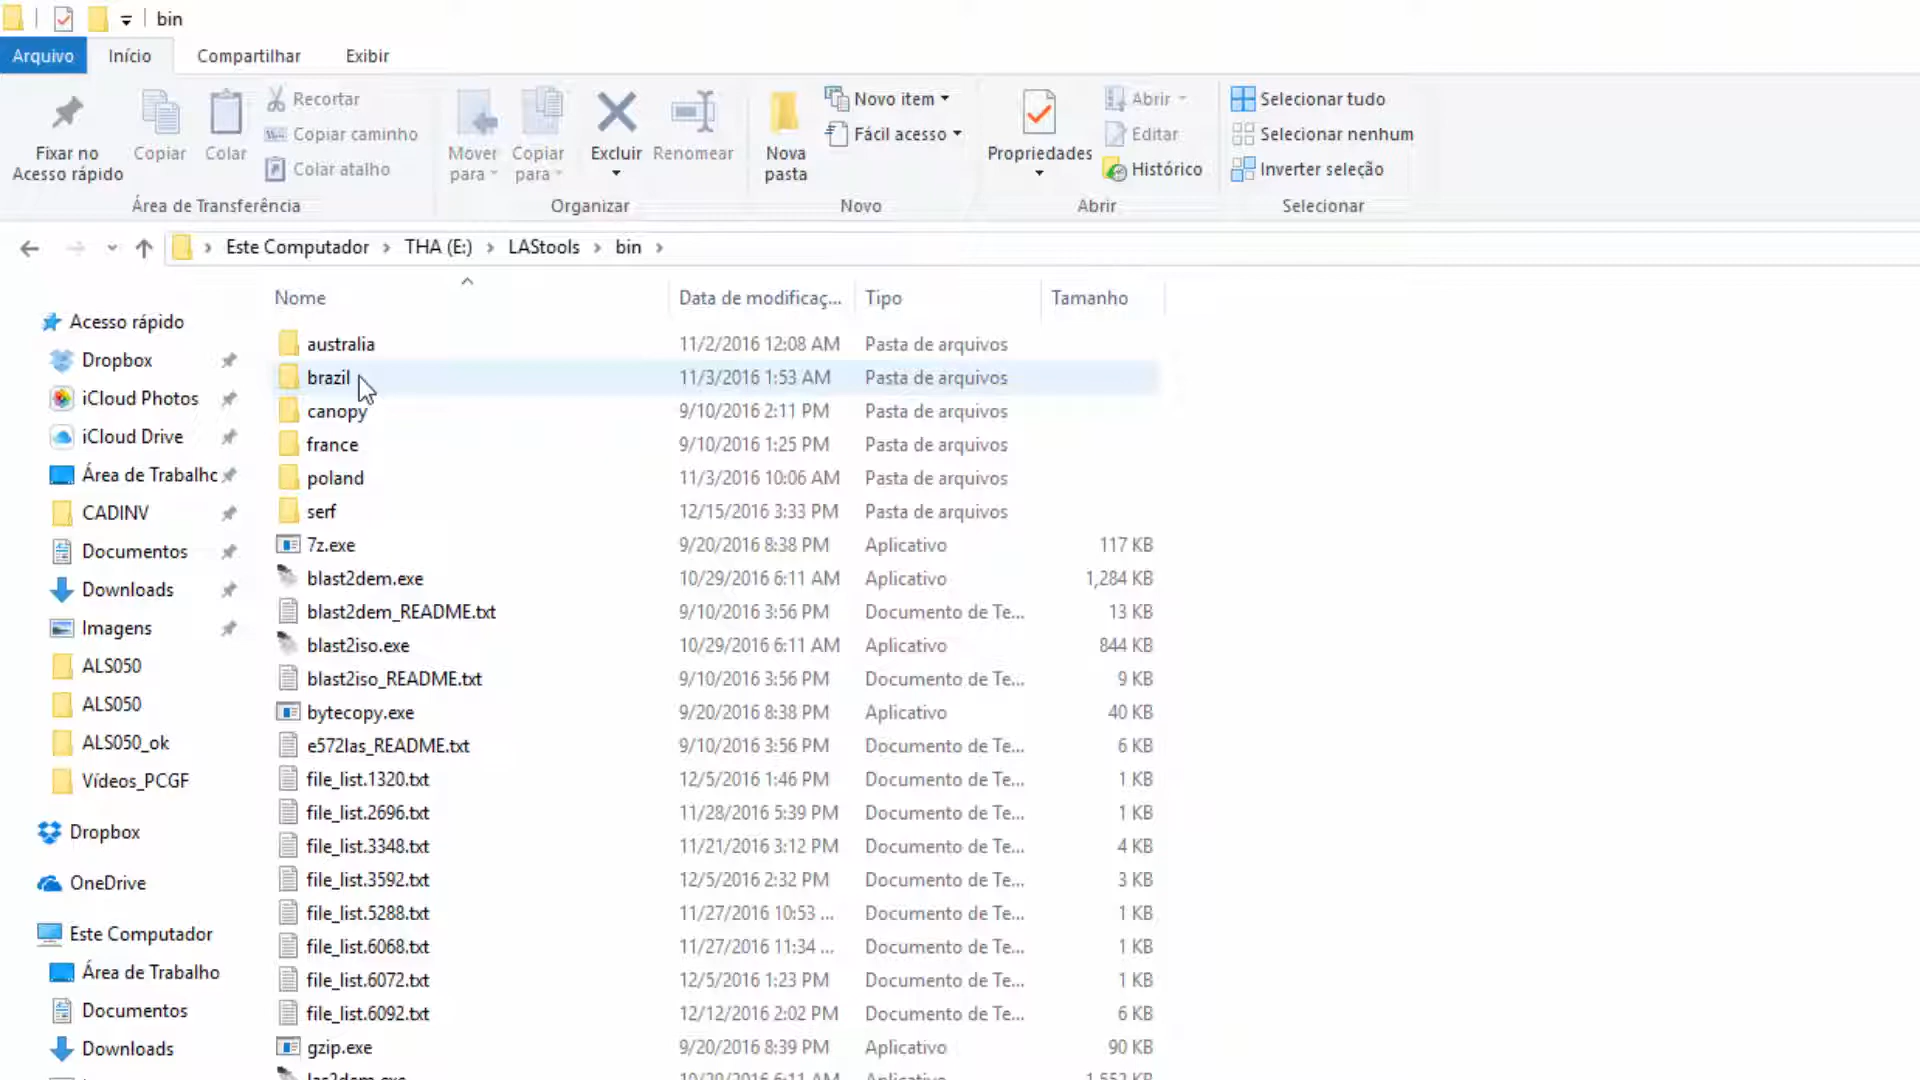 bin
Arquivo Início Compartilhar Exibir
Fixar no Acesso rápido
Copiar
Colar
Recortar
Copiar caminho
Colar atalho
Área de Transferência
Mover para
Copiar para
Excluir
Renomear
Organizar
Nova pasta
Novo item
Fácil acesso
Novo
Propriedades
Abrir
Editar
Histórico
Abrir
Selecionar tudo
Selecionar nenhum
Inverter seleção
Selecionar
Este Computador > THA (E:) > LAStools > bin >
Acesso rápido
Dropbox
iCloud Photos
iCloud Drive
Área de Trabalhc
CADINV
Documentos
Downloads
Imagens
ALS050
ALS050
ALS050_ok
Vídeos_PCGF
Dropbox
OneDrive
Este Computador
Área de Trabalho
Documentos
Downloads
Nome Data de modificaç... Tipo Tamanho
australia 11/2/2016 12:08 AM Pasta de arquivos
brazil 11/3/2016 1:53 AM Pasta de arquivos
canopy 9/10/2016 2:11 PM Pasta de arquivos
france 9/10/2016 1:25 PM Pasta de arquivos
poland 11/3/2016 10:06 AM Pasta de arquivos
serf 12/15/2016 3:33 PM Pasta de arquivos
7z.exe 9/20/2016 8:38 PM Aplicativo 117 KB
blast2dem.exe 10/29/2016 6:11 AM Aplicativo 1,284 KB
blast2dem_README.txt 9/10/2016 3:56 PM Documento de Te... 13 KB
blast2iso.exe 10/29/2016 6:11 AM Aplicativo 844 KB
blast2iso_README.txt 9/10/2016 3:56 PM Documento de Te... 9 KB
bytecopy.exe 9/20/2016 8:38 PM Aplicativo 40 KB
e572las_README.txt 9/10/2016 3:56 PM Documento de Te... 6 KB
file_list.1320.txt 12/5/2016 1:46 PM Documento de Te... 1 KB
file_list.2696.txt 11/28/2016 5:39 PM Documento de Te... 1 KB
file_list.3348.txt 11/21/2016 3:12 PM Documento de Te... 4 KB
file_list.3592.txt 12/5/2016 2:32 PM Documento de Te... 3 KB
file_list.5288.txt 11/27/2016 10:53 ... Documento de Te... 1 KB
file_list.6068.txt 11/27/2016 11:34 ... Documento de Te... 1 KB
file_list.6072.txt 12/5/2016 1:23 PM Documento de Te... 1 KB
file_list.6092.txt 12/12/2016 2:02 PM Documento de Te... 6 KB
gzip.exe 9/20/2016 8:39 PM Aplicativo 90 KB
las2dem.exe 10/29/2016 6:11 AM Aplicativo 1,552 KB